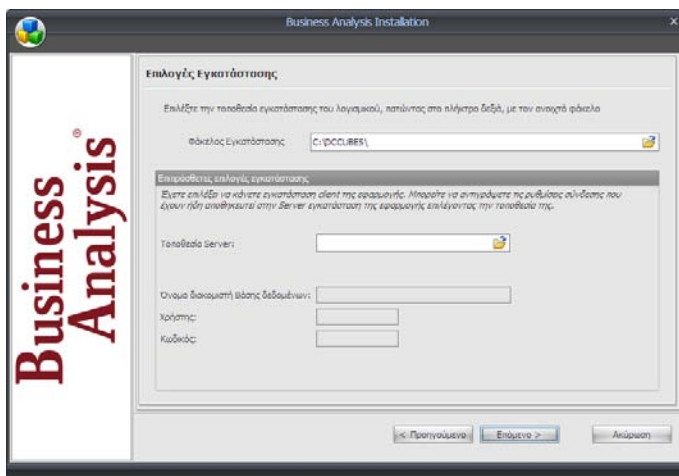 Business Analysis Installation
Business
Analysis®
Επιλογές Εγκατάστασης
Επιλέξτε την τοποθεσία εγκατάστασης του λογισμικού, πατώντας στο πλήκτρο δεξιά, με τον ανοιχτό φάκελο
Φάκελος Εγκατάστασης C:\DCCUBES\
Επιπρόσθετες επιλογές εγκατάστασης
Έχετε επιλέξει να κάνετε εγκατάσταση client της εφαρμογής. Μπορείτε να αντιγράψετε τις ρυθμίσεις σύνδεσης που
έχουν ήδη αποθηκευτεί στην Server εγκατάσταση της εφαρμογής επιλέγοντας την τοποθεσία της.
Τοποθεσία Server:
Όνομα διακομιστή Βάσης δεδομένων:
Χρήστης:
Κωδικός:
< Προηγούμενο Επόμενο > Ακύρωση